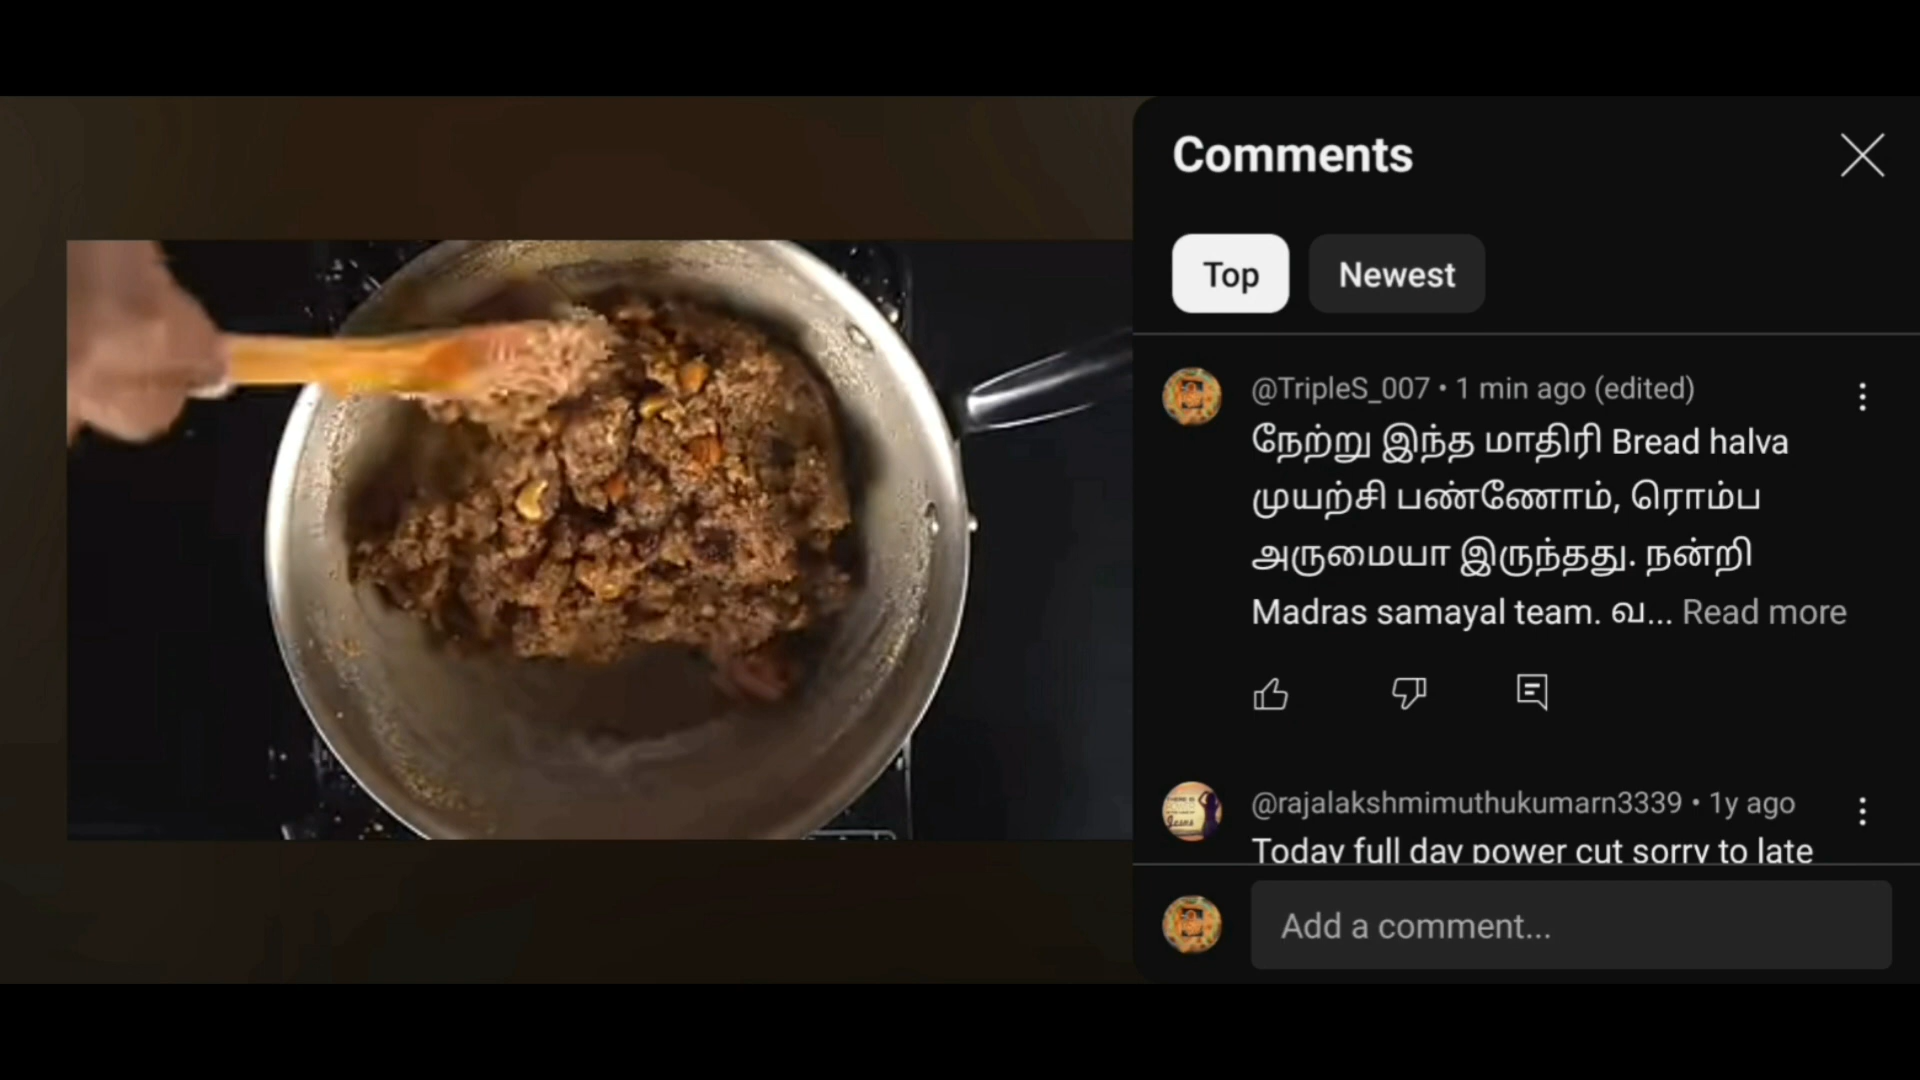 Comments
Top
Newest
@TripleS_007 • 1 min ago (edited)
நேற்று இந்த மாதிரி Bread halva
முயற்சி பண்ணோம், ரொம்ப
அருமையா இருந்தது. நன்றி
Madras samayal team. வ... Read more
@rajalakshmimuthukumarn3339 • 1y ago
Today full day power cut sorry to late
Add a comment...